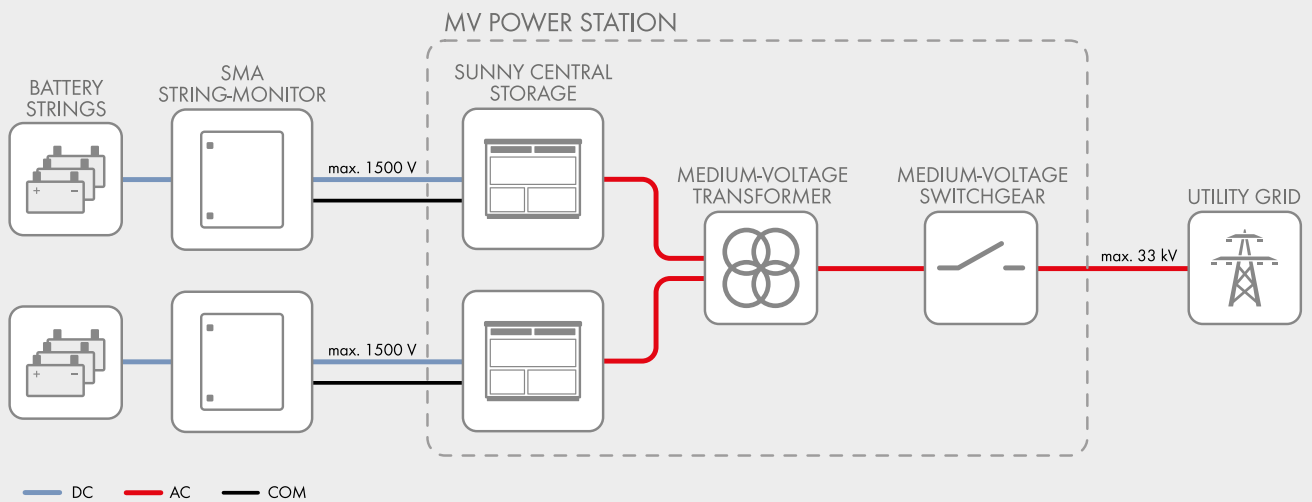 MV POWER STATION
BATTERY
STRINGS
SMA
STRING-MONITOR
SUNNY CENTRAL
STORAGE
max. 1500 V
MEDIUM-VOLTAGE
TRANSFORMER
MEDIUM-VOLTAGE
SWITCHGEAR
UTILITY GRID
max. 33 kV
+ −
max. 1500 V
+ −
DC
AC
COM